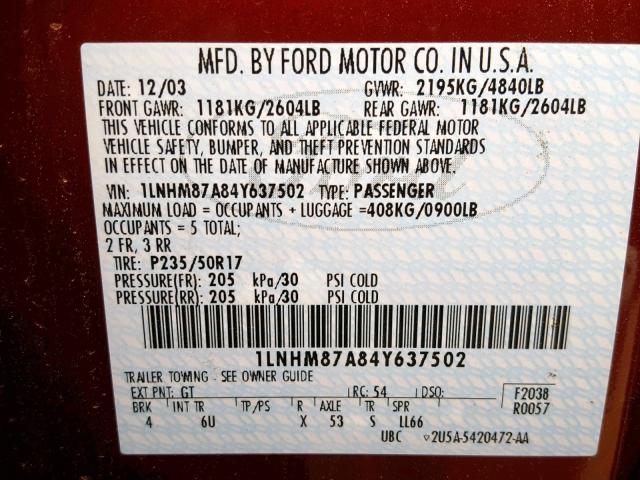 MFD. BY FORD MOTOR CO. IN U.S.A.
DATE: 12/03 GVWR: 2195KG/4840LB
FRONT GAWR: 1181KG/2604LB REAR GAWR: 1181KG/2604LB
THIS VEHICLE CONFORMS TO ALL APPLICABLE FEDERAL MOTOR
VEHICLE SAFETY, BUMPER, AND THEFT PREVENTION STANDARDS
IN EFFECT ON THE DATE OF MANUFACTURE SHOWN ABOVE.
VIN: 1LNHM87A84Y637502 TYPE: PASSENGER
MAXIMUM LOAD = OCCUPANTS + LUGGAGE =408KG/0900LB
OCCUPANTS = 5 TOTAL;
2 FR, 3 RR
TIRE: P235/50R17
PRESSURE(FR): 205 kPa/30 PSI COLD
PRESSURE(RR): 205 kPa/30 PSI COLD
1LNHM87A84Y637502
TRAILER TOWING - SEE OWNER GUIDE
EXT PNT: GT RC: 54 DSO: F2038
BRK INT TR TP/PS R AXLE TR SPR R0057
4 6U X 53 S LL66
UBC ▽2U5A-5420472-AA